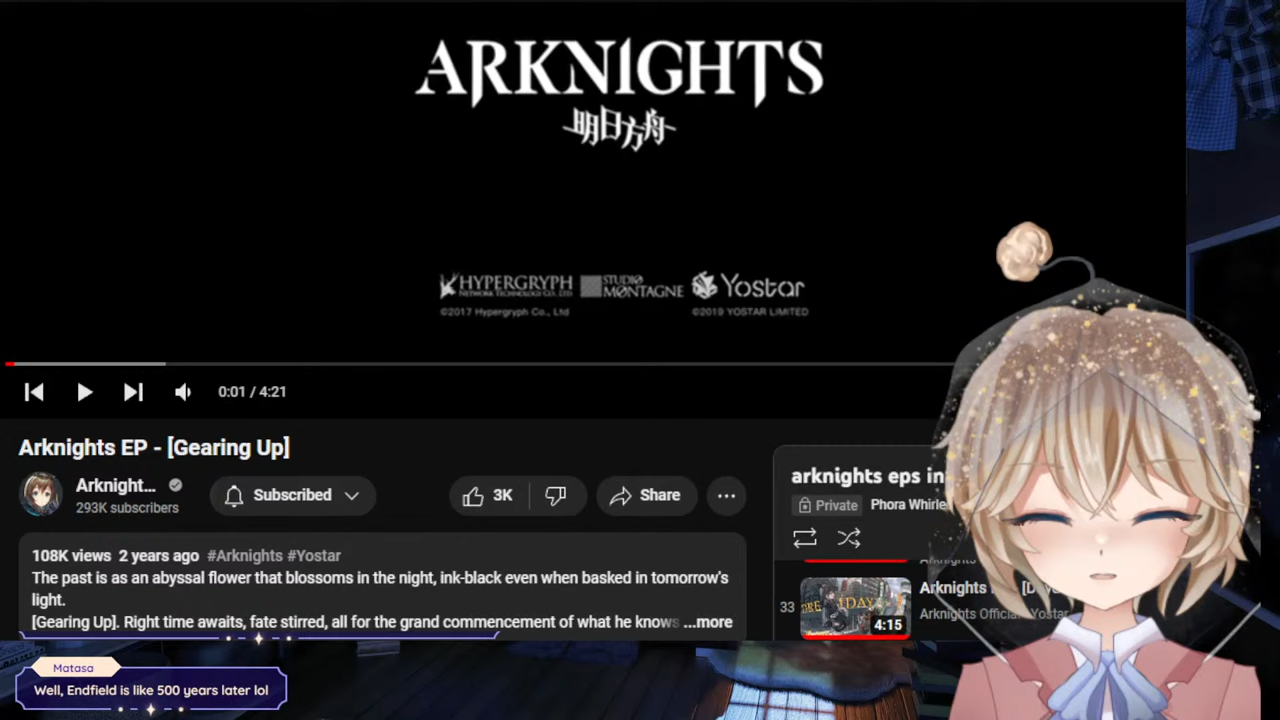 ARKNIGHTS
明日方舟
HYPERGRYPH
NETWORK TECHNOLOGY CO., LTD
STUDIO
MONTAGNE
Yostar
©2017 Hypergryph Co., Ltd
©2019 YOSTAR LIMITED
0:01 / 4:21
Arknights EP - [Gearing Up]
Arknight...
293K subscribers
Subscribed
3K
Share
108K views 2 years ago #Arknights #Yostar
The past is as an abyssal flower that blossoms in the night, ink-black even when basked in tomorrow's
light.
[Gearing Up]. Right time awaits, fate stirred, all for the grand commencement of what he knows ...more
arknights eps in
Private
Phora Whirle
33
4:15
Arknights
Arknights Official Yostar
Matasa
Well, Endfield is like 500 years later lol